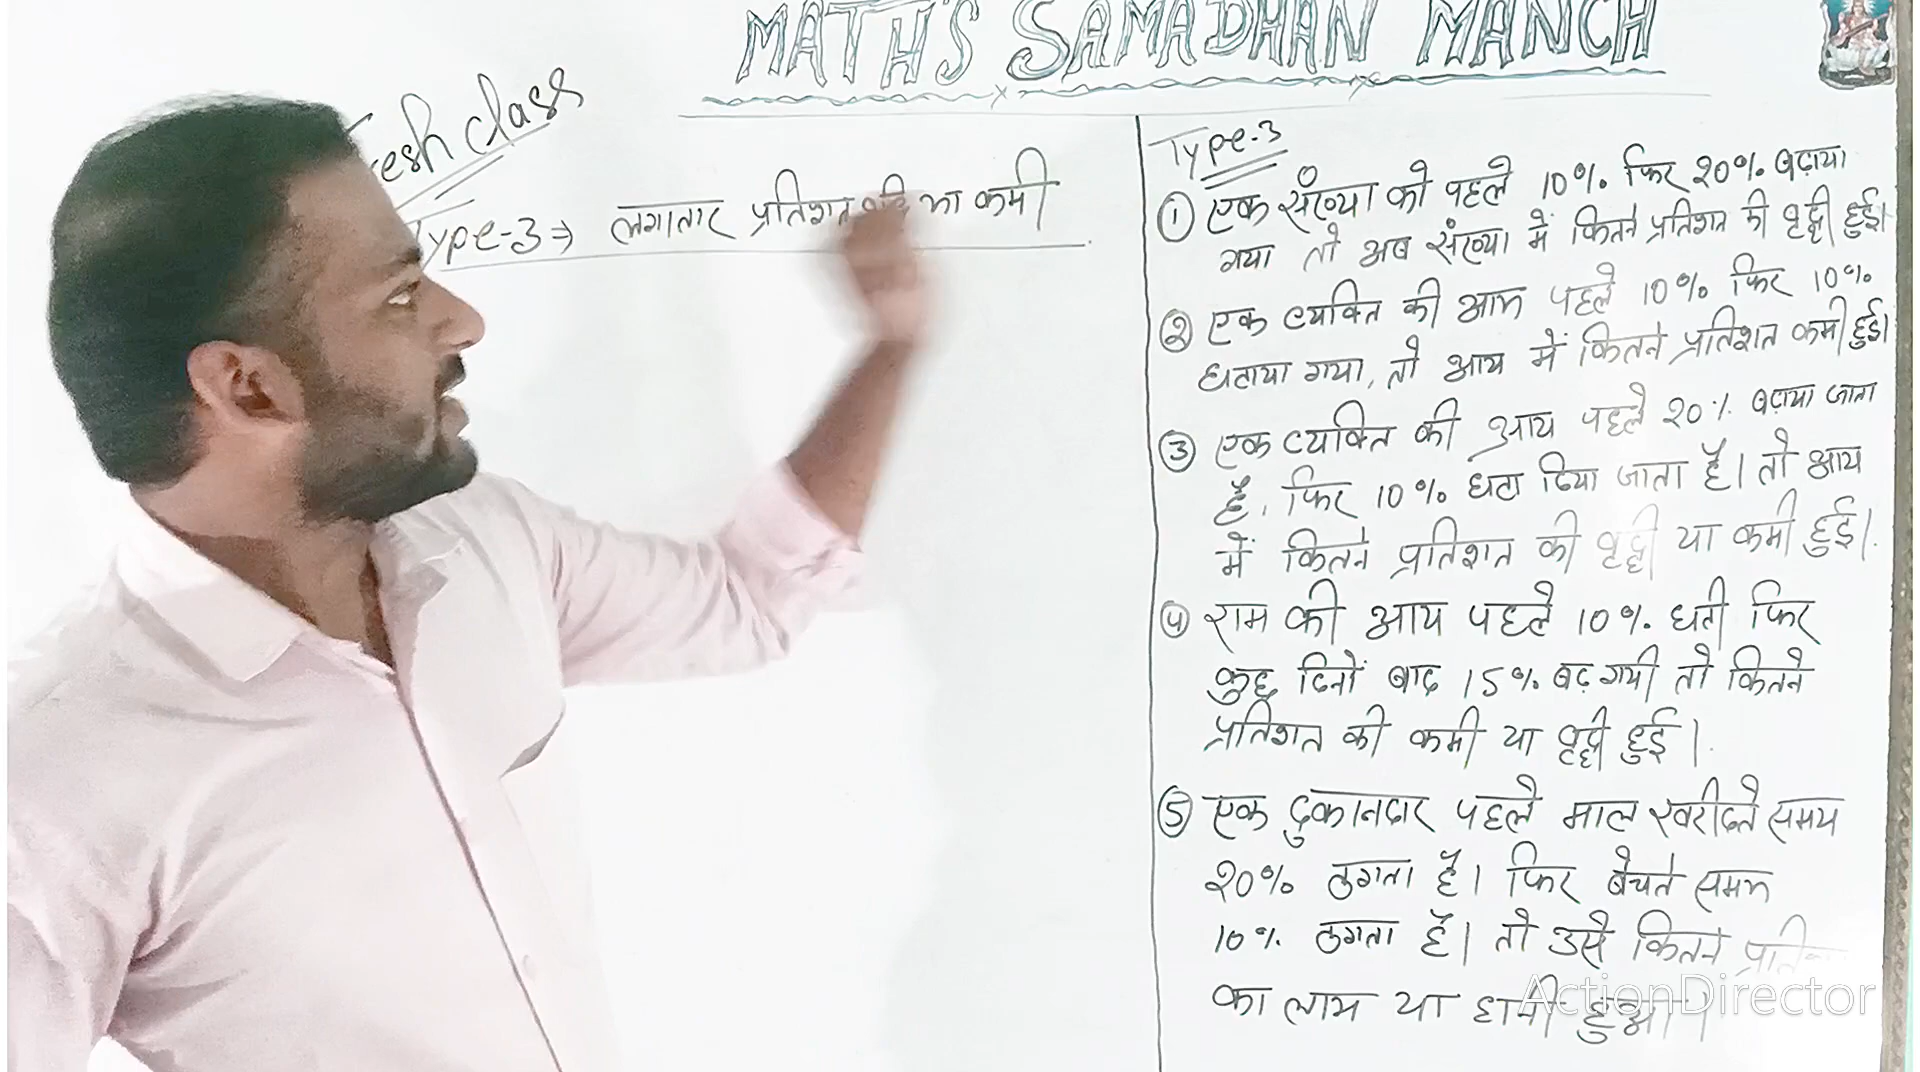 MATH'S SAMADHAN MANCH
esh class
Type-3 ⇒ लगातार प्रतिशत या कमी
Type-3
① एक संख्या को पहले 10% फिर 20% बढ़ाया
गया तो अब संख्या में कितने प्रतिशत की वृद्दी हुई।
② एक व्यक्ति की आय पहले 10% फिर 10%
घटाया गया, तो आय में कितने प्रतिशत कमी हुई।
③ एक व्यक्ति की आय पहले 20% बढ़ाया जाता
है, फिर 10% घटा दिया जाता है। तो आय
में कितने प्रतिशत की वृद्दी या कमी हुई।
④ राम की आय पहले 10% घटी फिर
कुछ दिनों बाद 15% बढ़ गयी तो कितने
प्रतिशत की कमी या वृद्दी हुई।
⑤ एक दुकानदार पहले माल खरीदते समय
20% ठगता है। फिर बेचते समय
10% ठगता है। तो उसे कितने
का लाभ या हानी हुआ।
ActionDirector